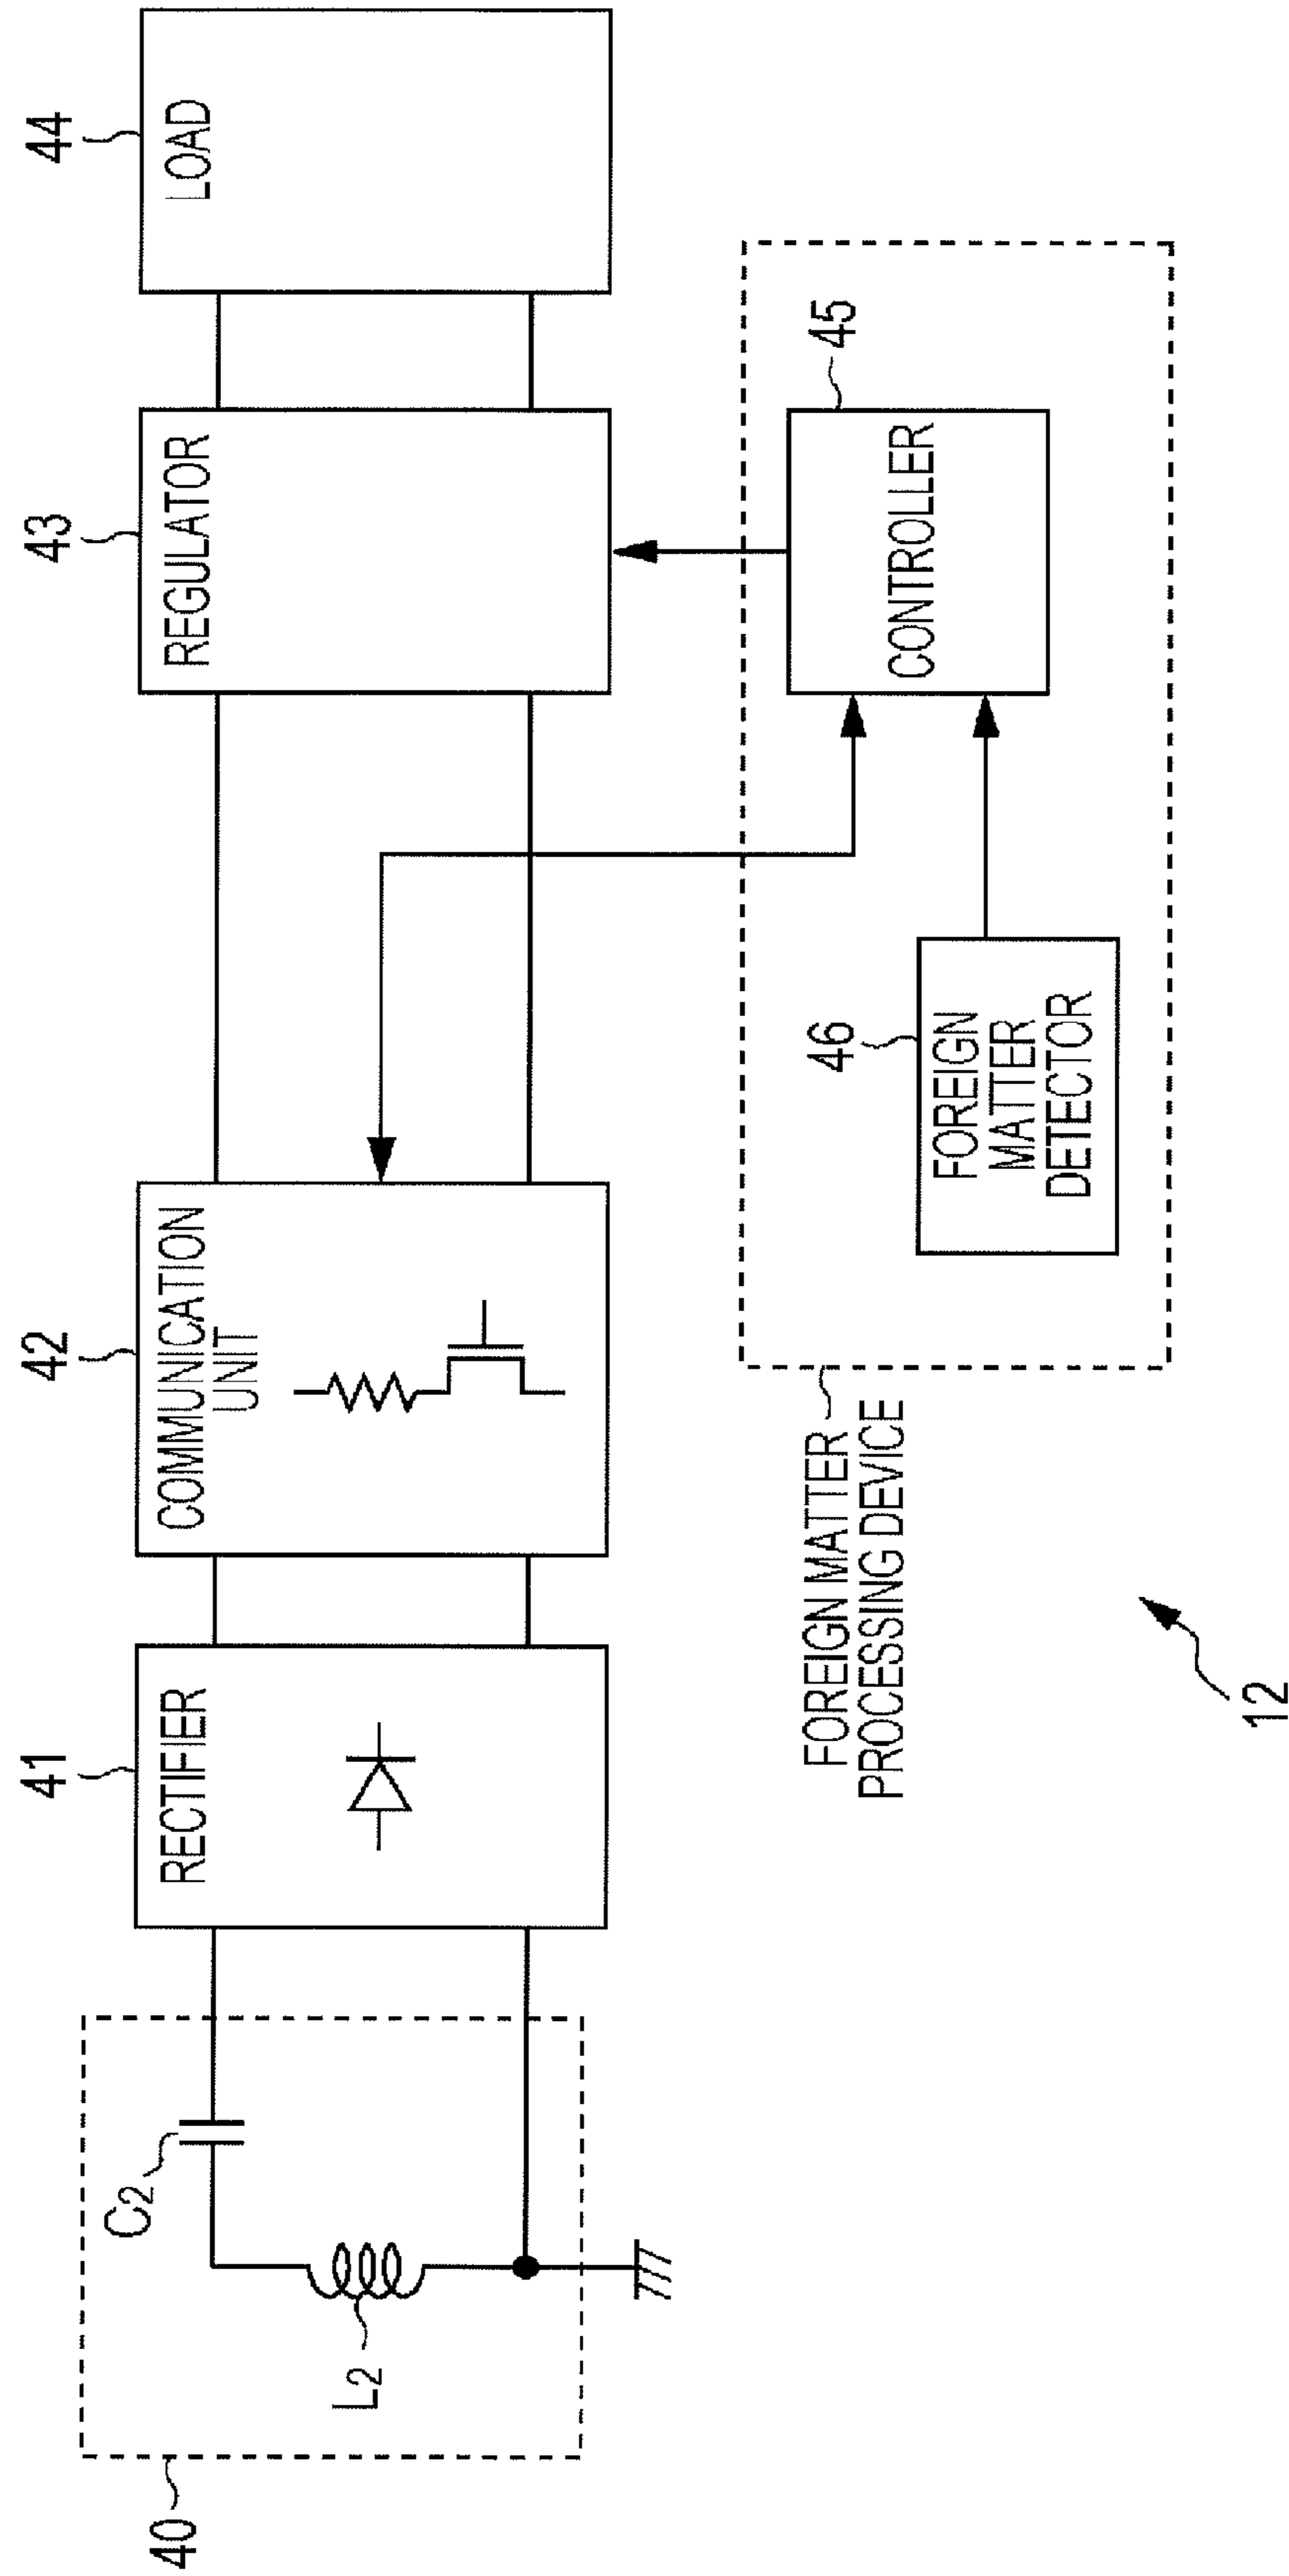 40
C2
L2
41
RECTIFIER
42
COMMUNICATION
UNIT
43
REGULATOR
44
LOAD
FOREIGN MATTER
PROCESSING DEVICE
46
FOREIGN
MATTER
DETECTOR
45
CONTROLLER
12